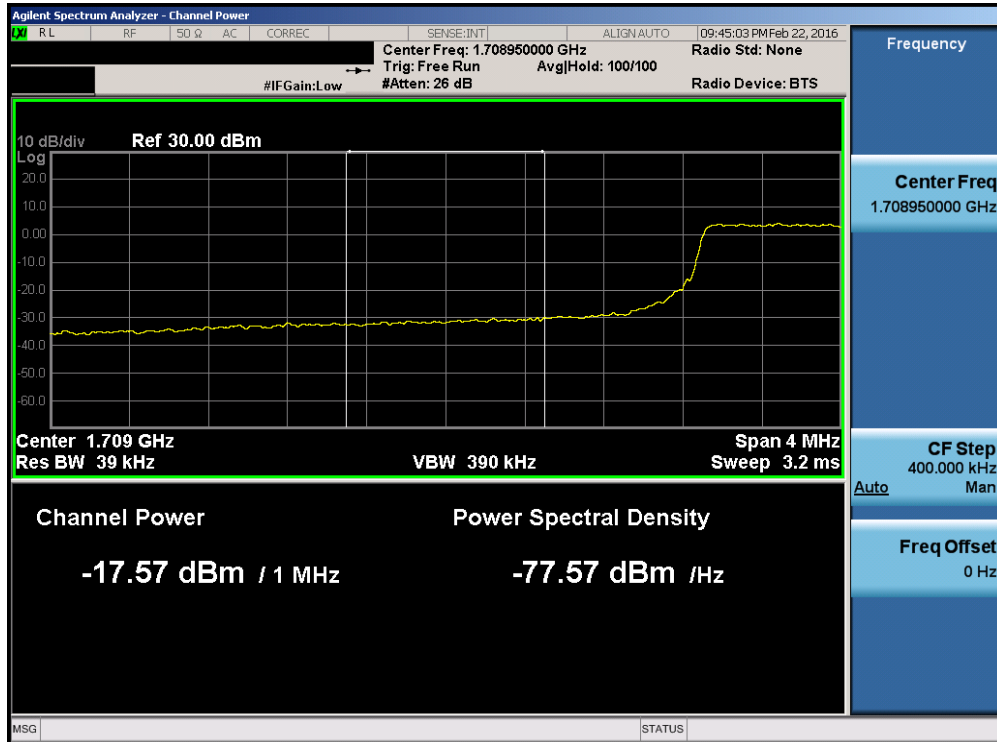 Agilent Spectrum Analyzer - Channel Power
LXI RL RF 50 Ω AC CORREC SENSE:INT ALIGN AUTO 09:45:03 PM Feb 22, 2016
Center Freq: 1.708950000 GHz Radio Std: None
Trig: Free Run Avg|Hold: 100/100
#IFGain:Low #Atten: 26 dB Radio Device: BTS
10 dB/div Ref 30.00 dBm
Log
20.0
10.0
0.00
-10.0
-20.0
-30.0
-40.0
-50.0
-60.0
Center 1.709 GHz Span 4 MHz
Res BW 39 kHz VBW 390 kHz Sweep 3.2 ms
Channel Power Power Spectral Density
-17.57 dBm / 1 MHz -77.57 dBm /Hz
Frequency
Center Freq
1.708950000 GHz
CF Step
400.000 kHz
Auto Man
Freq Offset
0 Hz
MSG STATUS